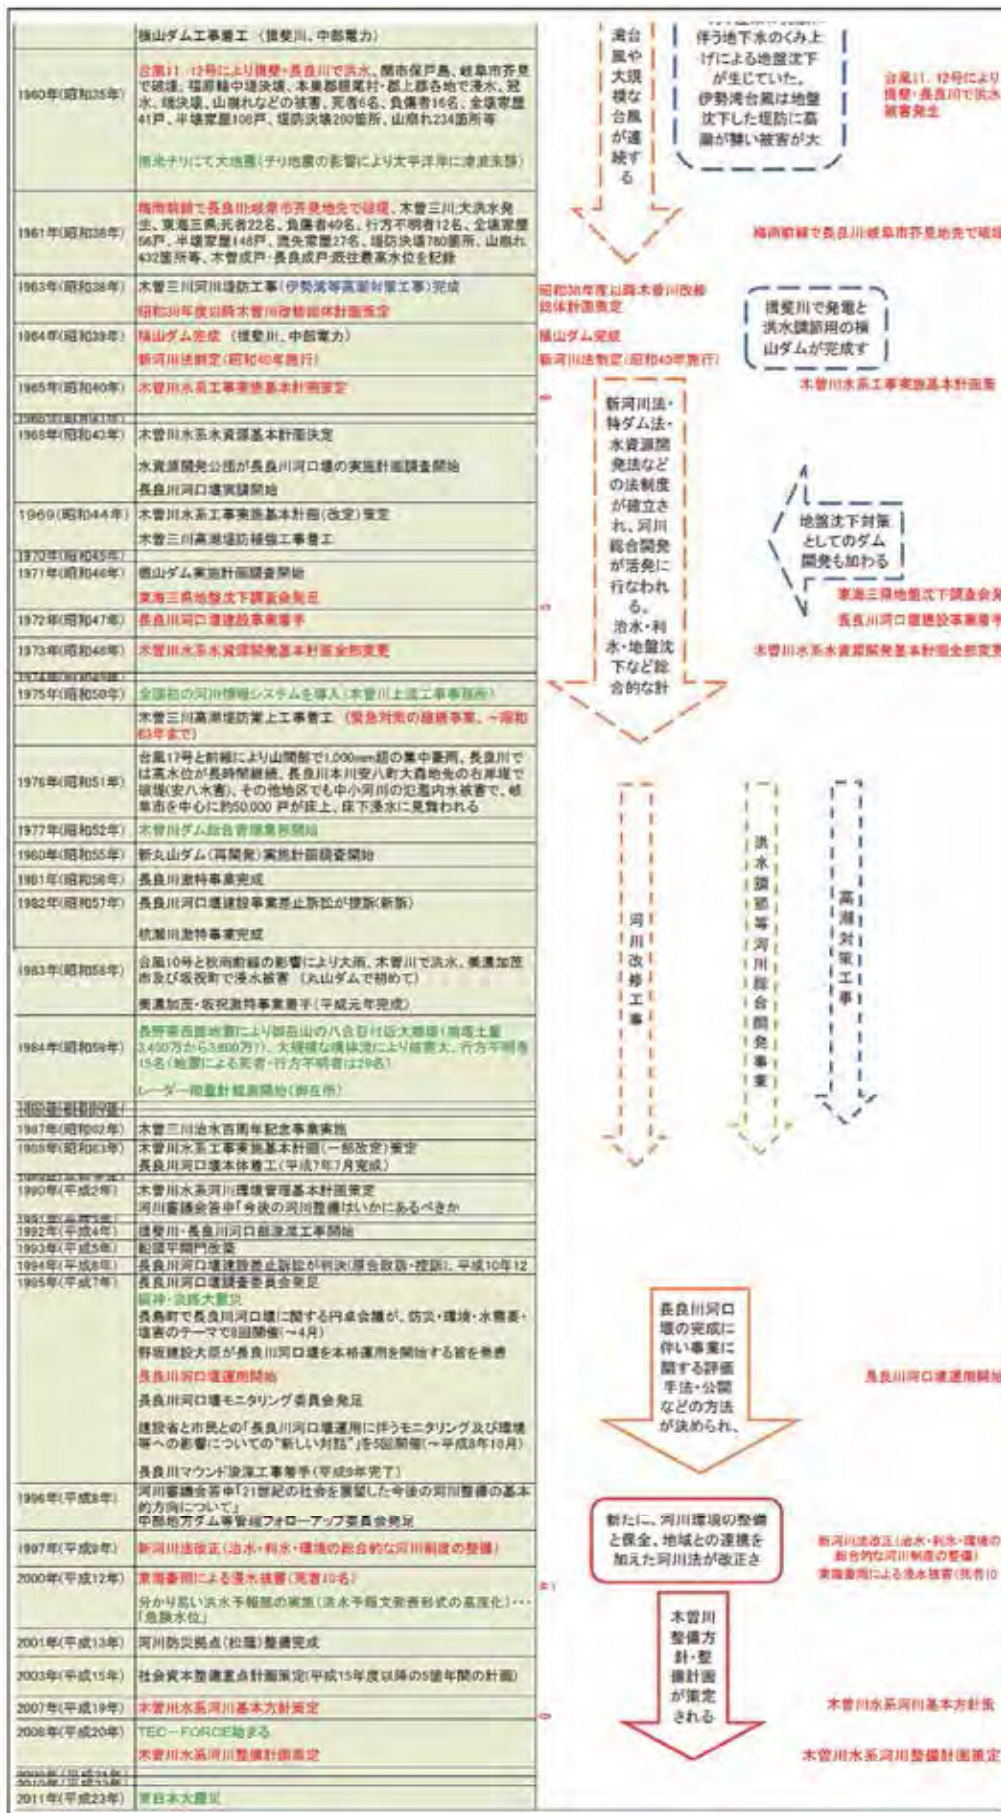 横山ダム工事着工 (揖斐川、中部電力)
1960年(昭和35年)
台風11、12号により揖斐・長良川で洪水、関市保戸島、岐阜市芥見
で破堤、福原輪中堤決壊、本巣郡根尾村・郡上郡各地で浸水、冠
水、堤決壊、山崩れなどの被害、死者6名、負傷者16名、全壊家屋
41戸、半壊家屋108戸、堤防決壊280箇所、山崩れ234箇所等
南米チリにて大地震(チリ地震の影響により太平洋岸に津波来襲)
1961年(昭和36年)
梅雨前線で長良川:岐阜市芥見地先で破堤、木曽三川:大洪水発
生、東海三県:死者22名、負傷者40名、行方不明者12名、全壊家屋
56戸、半壊家屋148戸、流失家屋27名、堤防決壊780箇所、山崩れ
432箇所等、木曽成戸・長良成戸:既往最高水位を記録
1963年(昭和38年)
木曽三川河川堤防工事(伊勢湾等高潮対策工事)完成
昭和38年度以降木曽川改修総体計画策定
1964年(昭和39年)
横山ダム完成 (揖斐川、中部電力)
新河川法制定(昭和40年施行)
1965年(昭和40年)
木曽川水系工事実施基本計画策定
1968年(昭和43年)
木曽川水系水資源基本計画決定
水資源開発公団が長良川河口堰の実施計画調査開始
長良川河口堰実調開始
1969(昭和44年)
木曽川水系工事実施基本計画(改定)策定
木曽三川高潮堤防補強工事着工
1970年(昭和45年)
1971年(昭和46年)
徳山ダム実施計画調査開始
東海三県地盤沈下調査会発足
1972年(昭和47年)
長良川河口堰建設事業着手
1973年(昭和48年)
木曽川水系水資源開発基本計画全部変更
1975年(昭和50年)
全国初の河川情報システムを導入(木曽川上流工事事務所)
木曽三川高潮堤防嵩上工事着工 (緊急対策の継続事業、~昭和
63年まで)
1976年(昭和51年)
台風17号と前線により山間部で1,000mm超の集中豪雨、長良川で
は高水位が長時間継続、長良川本川安八町大森地先の右岸堤で
破堤(安八水害)、その他地区でも中小河川の氾濫内水被害で、岐
阜市を中心に約50,000 戸が床上、床下浸水に見舞われる
1977年(昭和52年)
木曽川ダム総合管理業務開始
1980年(昭和55年)
新丸山ダム(再開発)実施計画調査開始
1981年(昭和56年)
長良川激特事業完成
1982年(昭和57年)
長良川河口堰建設事業差止訴訟が提訴(新訴)
杭瀬川激特事業完成
1983年(昭和58年)
台風10号と秋雨前線の影響により大雨、木曽川で洪水、美濃加茂
市及び坂祝町で浸水被害 (丸山ダムで初めて)
美濃加茂・坂祝激特事業着手(平成元年完成)
1984年(昭和59年)
長野県西部地震により御岳山の八合目付近大崩壊(崩壊土量
15名(地震による死者・行方不明者は29名)
レーダー雨量計観測開始(御在所)
1987年(昭和62年)
木曽三川治水百周年記念事業実施
1988年(昭和63年)
木曽川水系工事実施基本計画(一部改定)策定
長良川河口堰本体着工(平成7年7月完成)
1990年(平成2年)
木曽川水系河川環境管理基本計画策定
河川審議会答申「今後の河川整備はいかにあるべきか
1991年(平成3年)
1992年(平成4年)
揖斐川・長良川河口部浚渫工事開始
1993年(平成5年)
船頭平閘門改築
1994年(平成6年)
長良川河口堰建設差止訴訟が判決(原告敗訴・控訴)、平成10年12
1995年(平成7年)
長良川河口堰調査委員会発足
阪神・淡路大震災
長島町で長良川河口堰に関する円卓会議が、防災・環境・水需要・
塩害のテーマで8回開催(~4月)
野坂建設大臣が長良川河口堰を本格運用を開始する旨を発表
長良川河口堰運用開始
長良川河口堰モニタリング委員会発足
建設省と市民との「長良川河口堰運用に伴うモニタリング及び環境
等への影響についての"新しい対話"」を5回開催(~平成8年10月)
長良川マウンド浚渫工事着手(平成9年完了)
1996年(平成8年)
河川審議会答申「21世紀の社会を展望した今後の河川整備の基本
的方向について」
中部地方ダム等管理フォローアップ委員会発足
1997年(平成9年)
新河川法改正(治水・利水・環境の総合的な河川制度の整備)
2000年(平成12年)
東海豪雨による浸水被害(死者10名)
分かり易い洪水予報部の実施(洪水予報文発表形式の高度化)・・・
「危険水位」
2001年(平成13年)
河川防災拠点(松蔭)整備完成
2003年(平成15年)
社会資本整備重点計画策定(平成15年度以降の5箇年間の計画)
2007年(平成19年)
木曽川水系河川基本方針策定
2008年(平成20年)
TEC-FORCE始まる
木曽川水系河川整備計画策定
2011年(平成23年)
東日本大震災
湾台
風や
大規
模な
台風
が連
続す
る
伴う地下水のくみ上
げによる地盤沈下
が生じていた。
伊勢湾台風は地盤
沈下した堤防に高
潮が襲い被害が大
台風11、12号により
揖斐・長良川で洪水
被害発生
梅雨前線で長良川:岐阜市芥見地先で破堤
昭和38年度以降木曽川改修
総体計画策定
横山ダム完成
新河川法制定(昭和40年施行)
揖斐川で発電と
洪水調節用の横
山ダムが完成す
木曽川水系工事実施基本計画策
新河川法・
特ダム法・
水資源開
発法など
の法制度
が確立さ
れ、河川
総合開発
が活発に
行なわれ
る。
治水・利
水・地盤沈
下など総
合的な計
地盤沈下対策
としてのダム
開発も加わる
東海三県地盤沈下調査会発
長良川河口堰建設事業着手
木曽川水系水資源開発基本計画全部変更
河川改修工事
洪水調節等河川総合開発事業
高潮対策工事
長良川河口
堰の完成に
伴い事業に
関する評価
手法・公開
などの方法
が決められ、
長良川河口堰運用開始
新たに、河川環境の整備
と保全、地域との連携を
加えた河川法が改正さ
新河川法改正(治水・利水・環境の
総合的な河川制度の整備)
東海豪雨による浸水被害(死者10
木曽川
整備方
針・整
備計画
が策定
される
木曽川水系河川基本方針策
木曽川水系河川整備計画策定